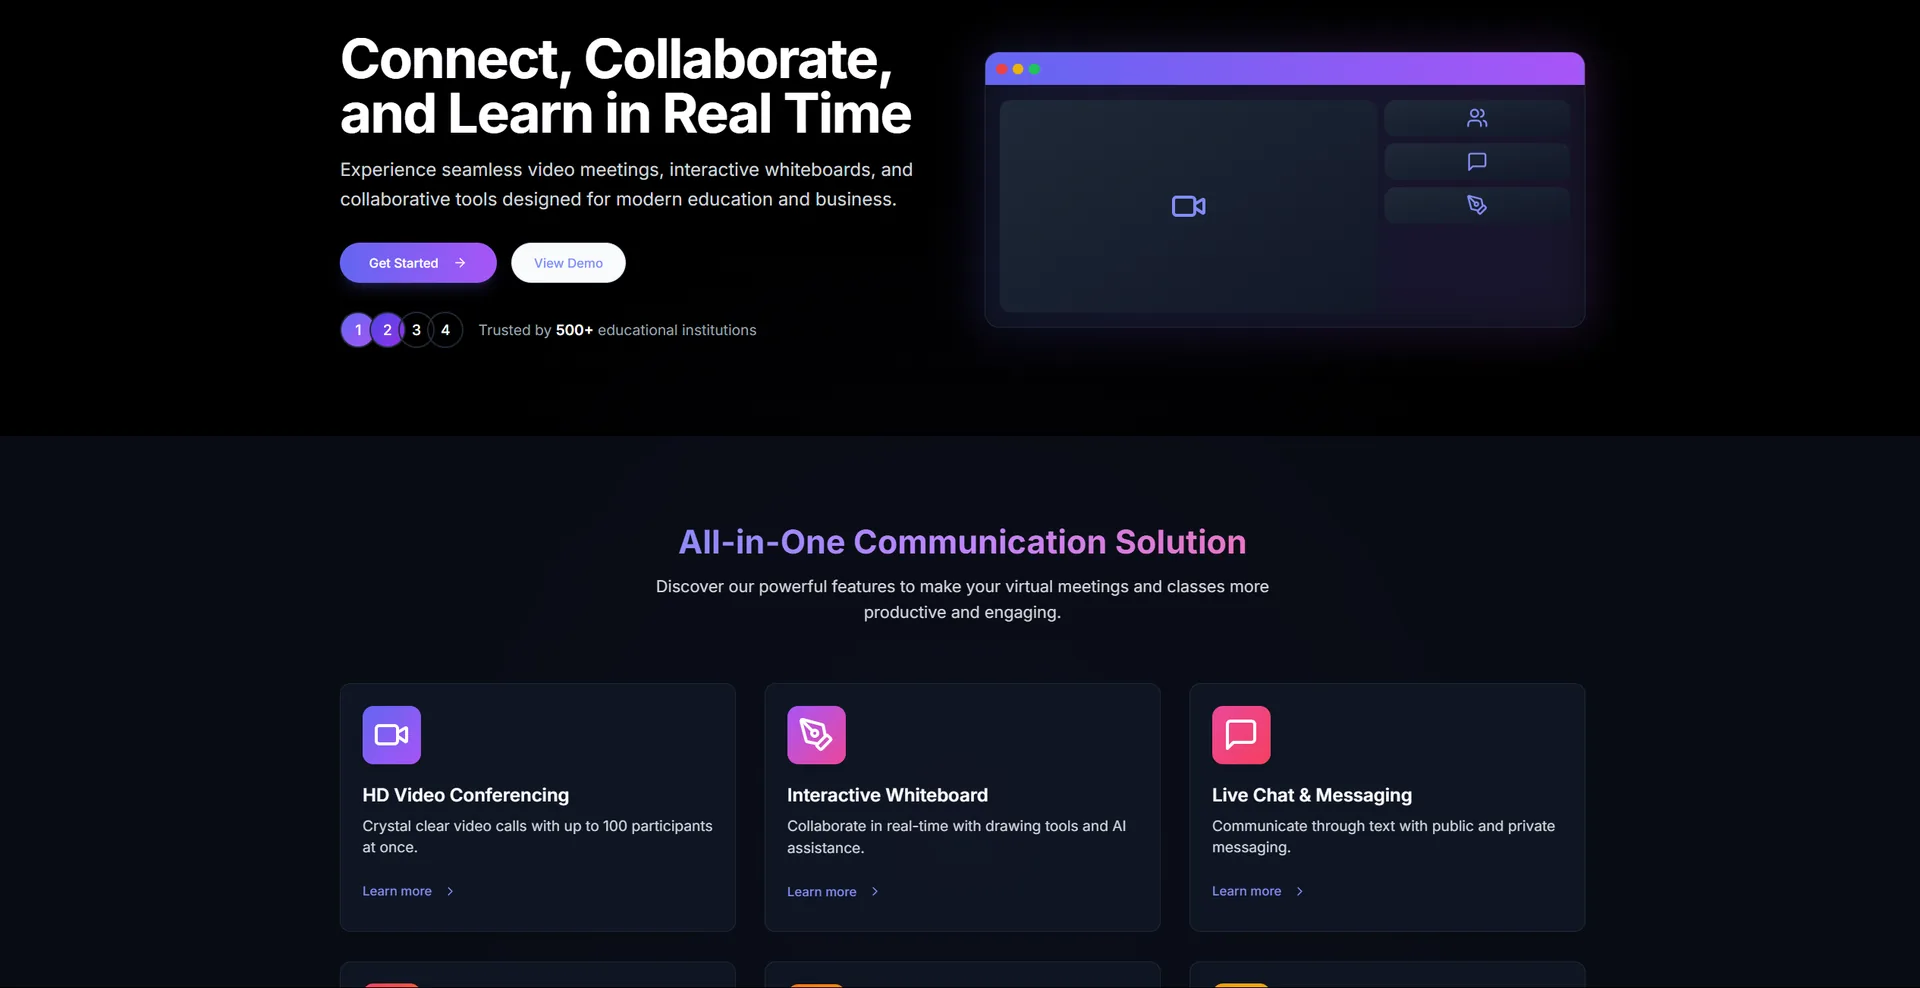 Connect, Collaborate,
and Learn in Real Time
Experience seamless video meetings, interactive whiteboards, and
collaborative tools designed for modern education and business.
Get Started
View Demo
1
2
3
4
Trusted by 500+ educational institutions
All-in-One Communication Solution
Discover our powerful features to make your virtual meetings and classes more
productive and engaging.
HD Video Conferencing
Crystal clear video calls with up to 100 participants
at once.
Learn more
Interactive Whiteboard
Collaborate in real-time with drawing tools and AI
assistance.
Learn more
Live Chat & Messaging
Communicate through text with public and private
messaging.
Learn more